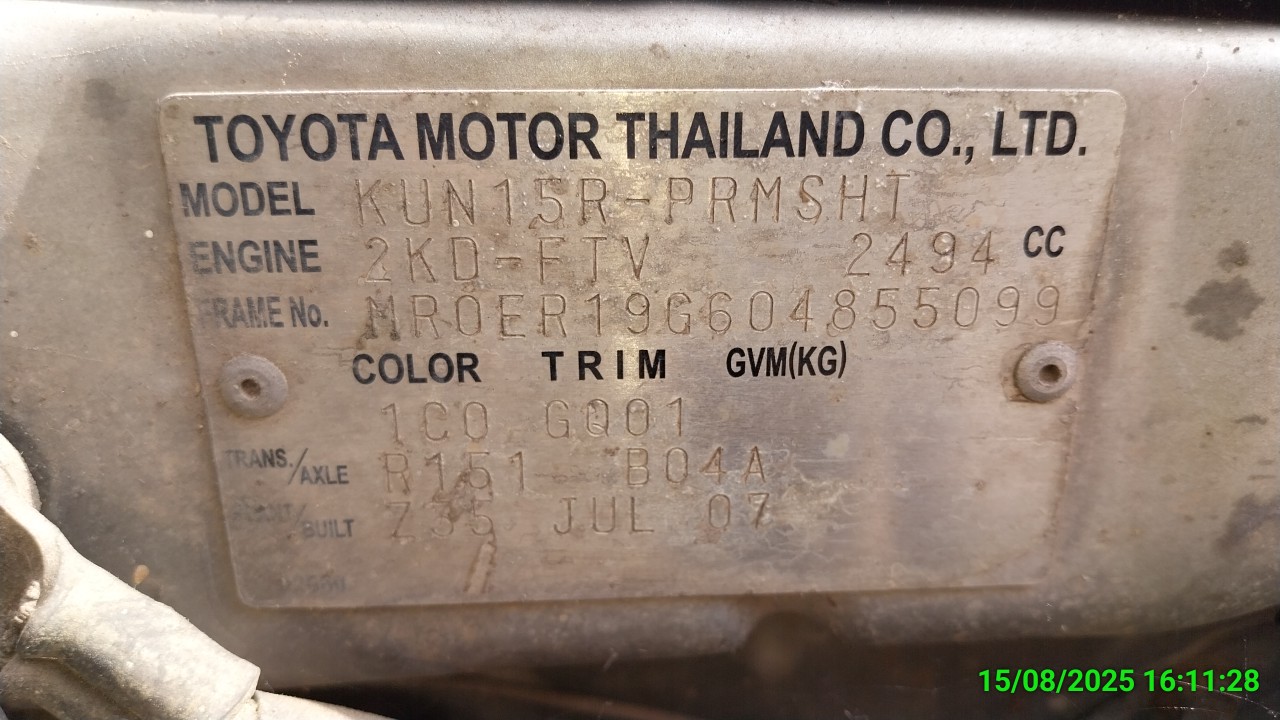 TOYOTA MOTOR THAILAND CO., LTD.
MODEL KUN15R-PRMSHT
ENGINE 2KD-FTV 2494 CC
FRAME No. MR0ER19G604855099
COLOR TRIM GVM(KG)
1C0 GQ01
TRANS./AXLE R151 B04A
BUILT Z35 JUL 07
15/08/2025 16:11:28